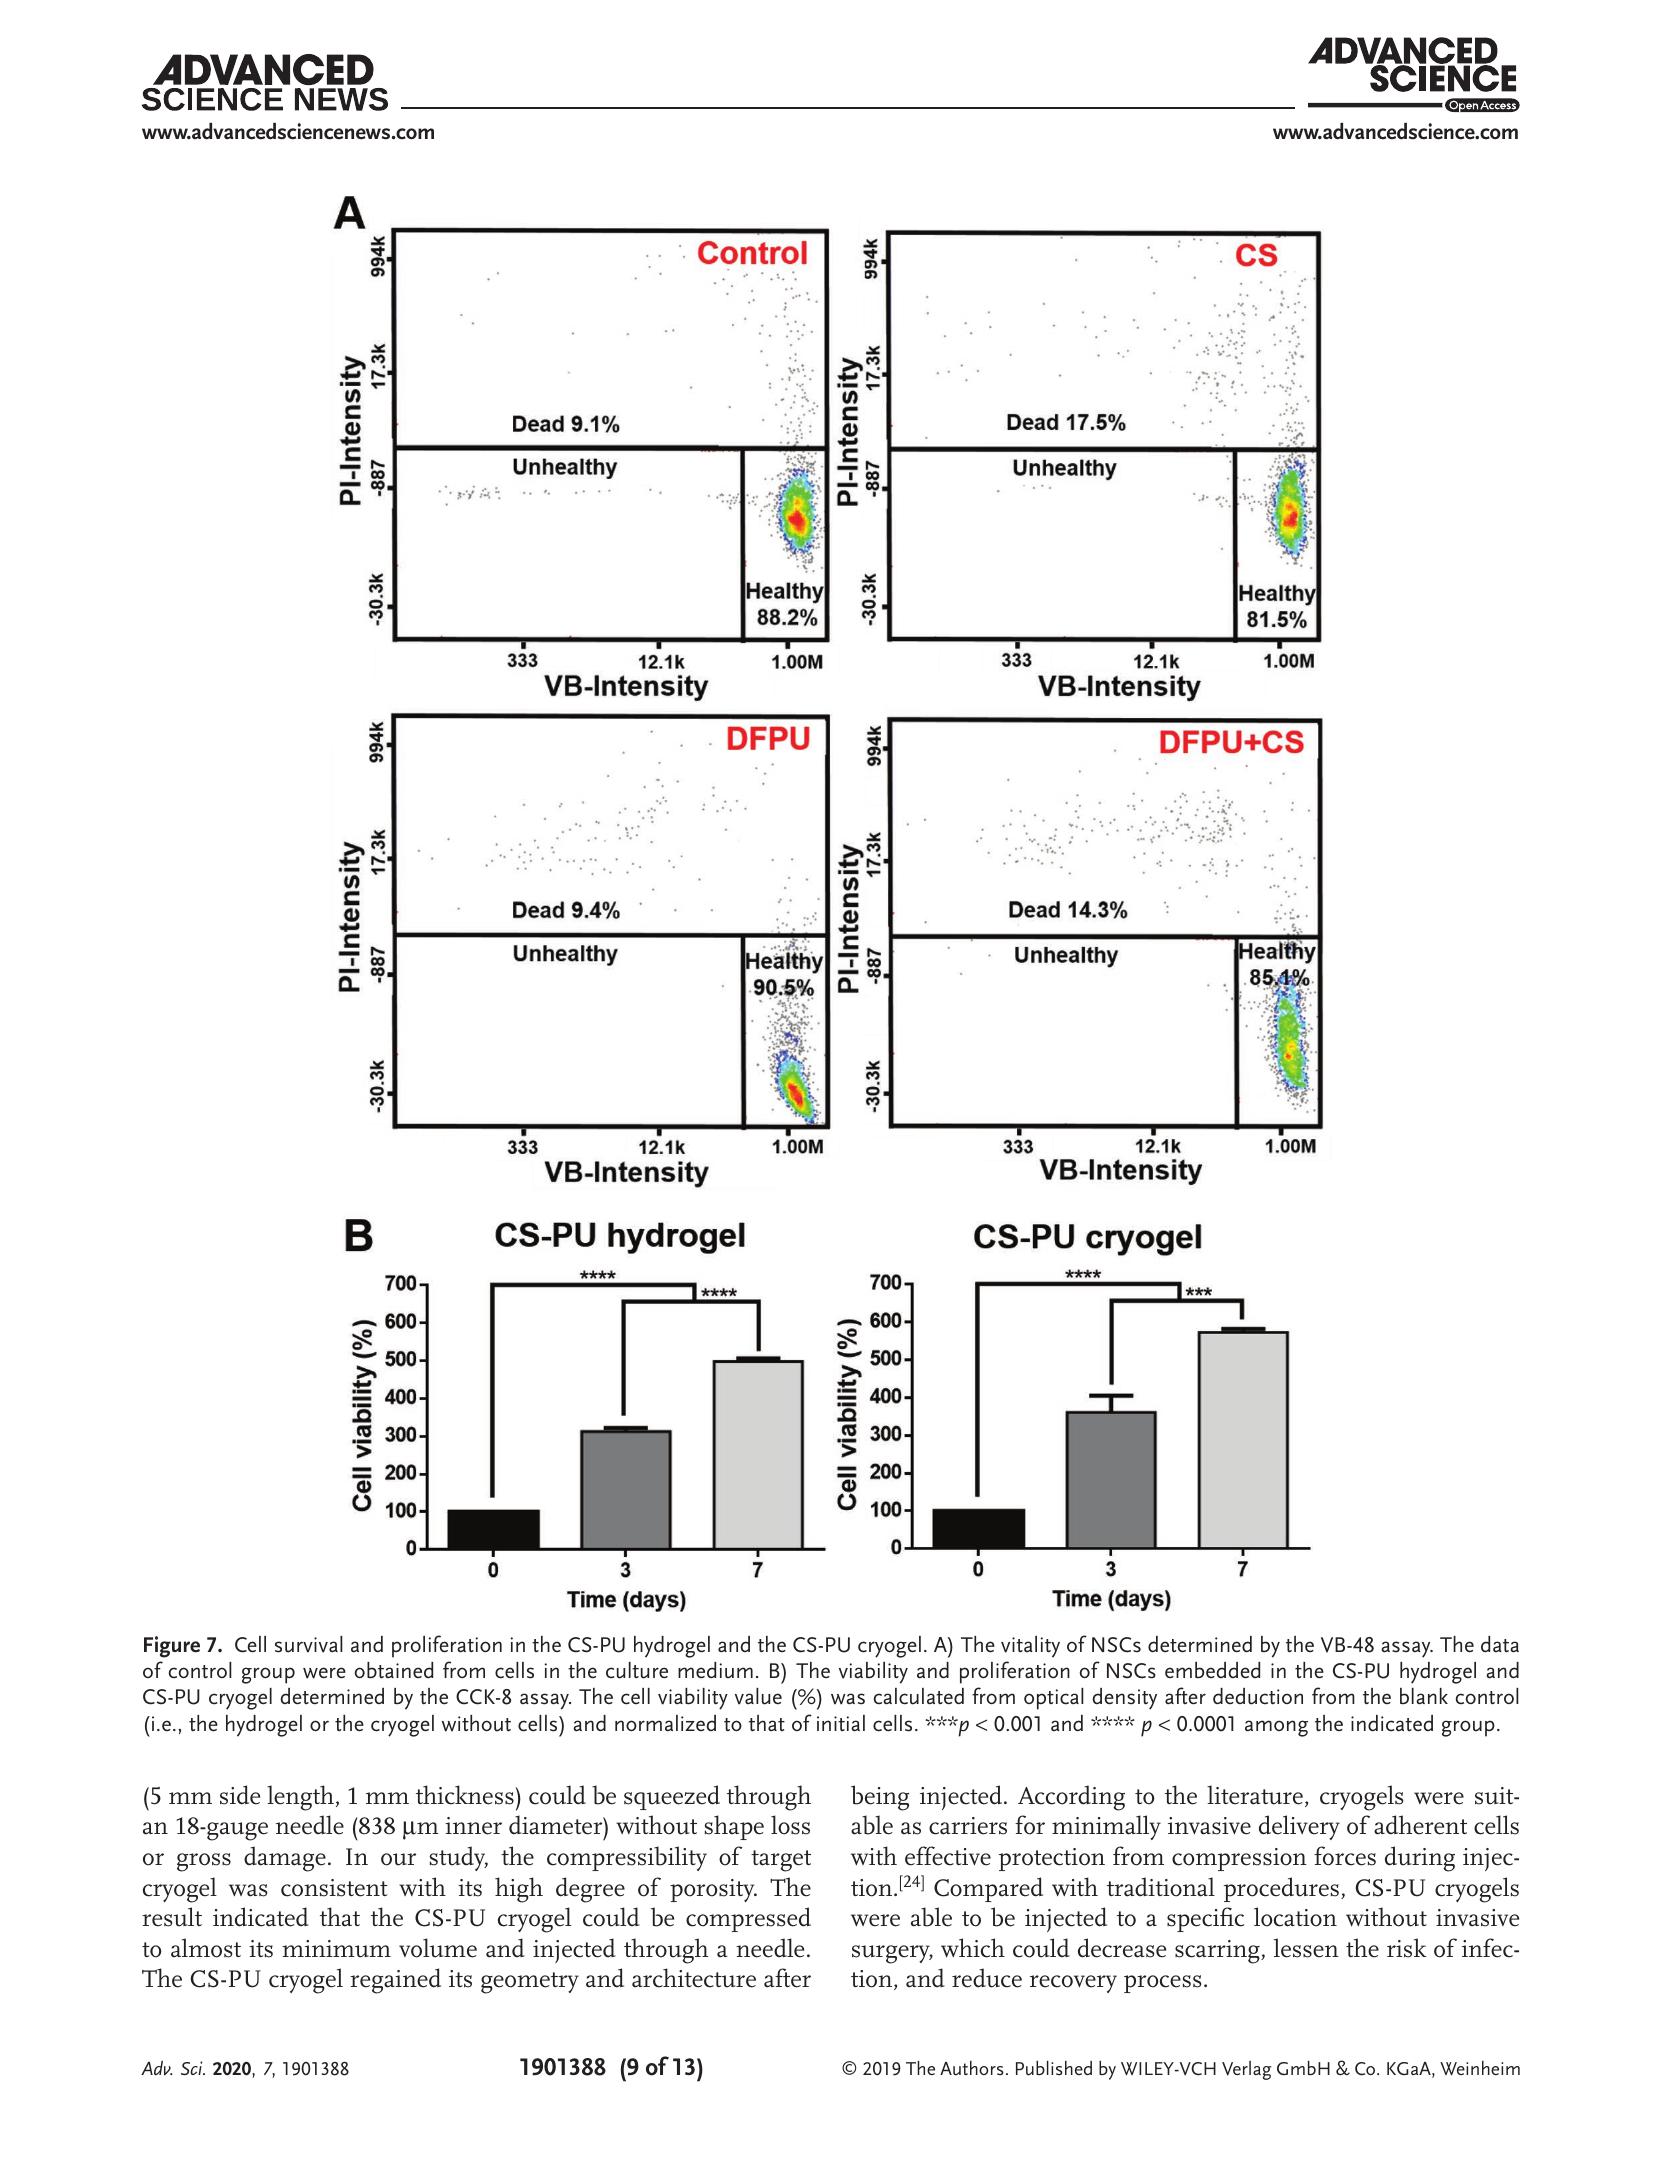 ADVANCED
SCIENCE NEWS
www.advancedsciencenews.com
ADVANCED
SCIENCE
Open Access
www.advancedscience.com
A
Control
PI-Intensity
994k
17.3k
-887
-30.3k
Dead 9.1%
Unhealthy
Healthy
88.2%
333
12.1k
1.00M
VB-Intensity
CS
PI-Intensity
994k
17.3k
-887
-30.3k
Dead 17.5%
Unhealthy
Healthy
81.5%
333
12.1k
1.00M
VB-Intensity
DFPU
PI-Intensity
994k
17.3k
-887
-30.3k
Dead 9.4%
Unhealthy
Healthy
90.5%
333
12.1k
1.00M
VB-Intensity
DFPU+CS
PI-Intensity
994k
17.3k
-887
-30.3k
Dead 14.3%
Unhealthy
Healthy
85.1%
333
12.1k
1.00M
VB-Intensity
B
CS-PU hydrogel
Cell viability (%)
700
600
500
400
300
200
100
0
****
****
0
3
7
Time (days)
CS-PU cryogel
Cell viability (%)
700
600
500
400
300
200
100
0
****
***
0
3
7
Time (days)
Figure 7. Cell survival and proliferation in the CS-PU hydrogel and the CS-PU cryogel. A) The vitality of NSCs determined by the VB-48 assay. The data
of control group were obtained from cells in the culture medium. B) The viability and proliferation of NSCs embedded in the CS-PU hydrogel and
CS-PU cryogel determined by the CCK-8 assay. The cell viability value (%) was calculated from optical density after deduction from the blank control
(i.e., the hydrogel or the cryogel without cells) and normalized to that of initial cells. ***p < 0.001 and **** p < 0.0001 among the indicated group.
(5 mm side length, 1 mm thickness) could be squeezed through
an 18-gauge needle (838 µm inner diameter) without shape loss
or gross damage. In our study, the compressibility of target
cryogel was consistent with its high degree of porosity. The
result indicated that the CS-PU cryogel could be compressed
to almost its minimum volume and injected through a needle.
The CS-PU cryogel regained its geometry and architecture after
being injected. According to the literature, cryogels were suit-
able as carriers for minimally invasive delivery of adherent cells
with effective protection from compression forces during injec-
tion.[24] Compared with traditional procedures, CS-PU cryogels
were able to be injected to a specific location without invasive
surgery, which could decrease scarring, lessen the risk of infec-
tion, and reduce recovery process.
Adv. Sci. 2020, 7, 1901388
1901388 (9 of 13)
© 2019 The Authors. Published by WILEY-VCH Verlag GmbH & Co. KGaA, Weinheim